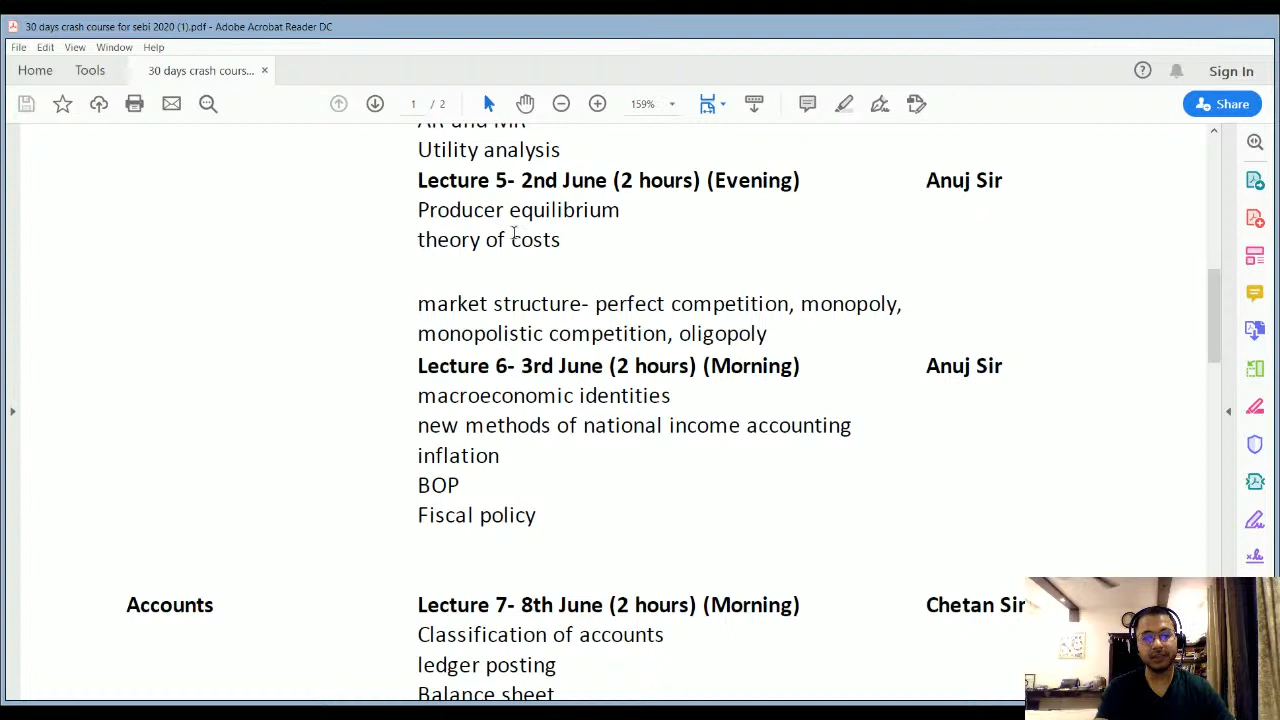 30 days crash course for sebi 2020 (1).pdf - Adobe Acrobat Reader DC
File Edit View Window Help
Home Tools 30 days crash cours... × Sign In
1 / 2 159% Share
AR and MR
Utility analysis
Lecture 5- 2nd June (2 hours) (Evening) Anuj Sir
Producer equilibrium
theory of costs
market structure- perfect competition, monopoly,
monopolistic competition, oligopoly
Lecture 6- 3rd June (2 hours) (Morning) Anuj Sir
macroeconomic identities
new methods of national income accounting
inflation
BOP
Fiscal policy
Accounts Lecture 7- 8th June (2 hours) (Morning) Chetan Sir
Classification of accounts
ledger posting
Balance sheet